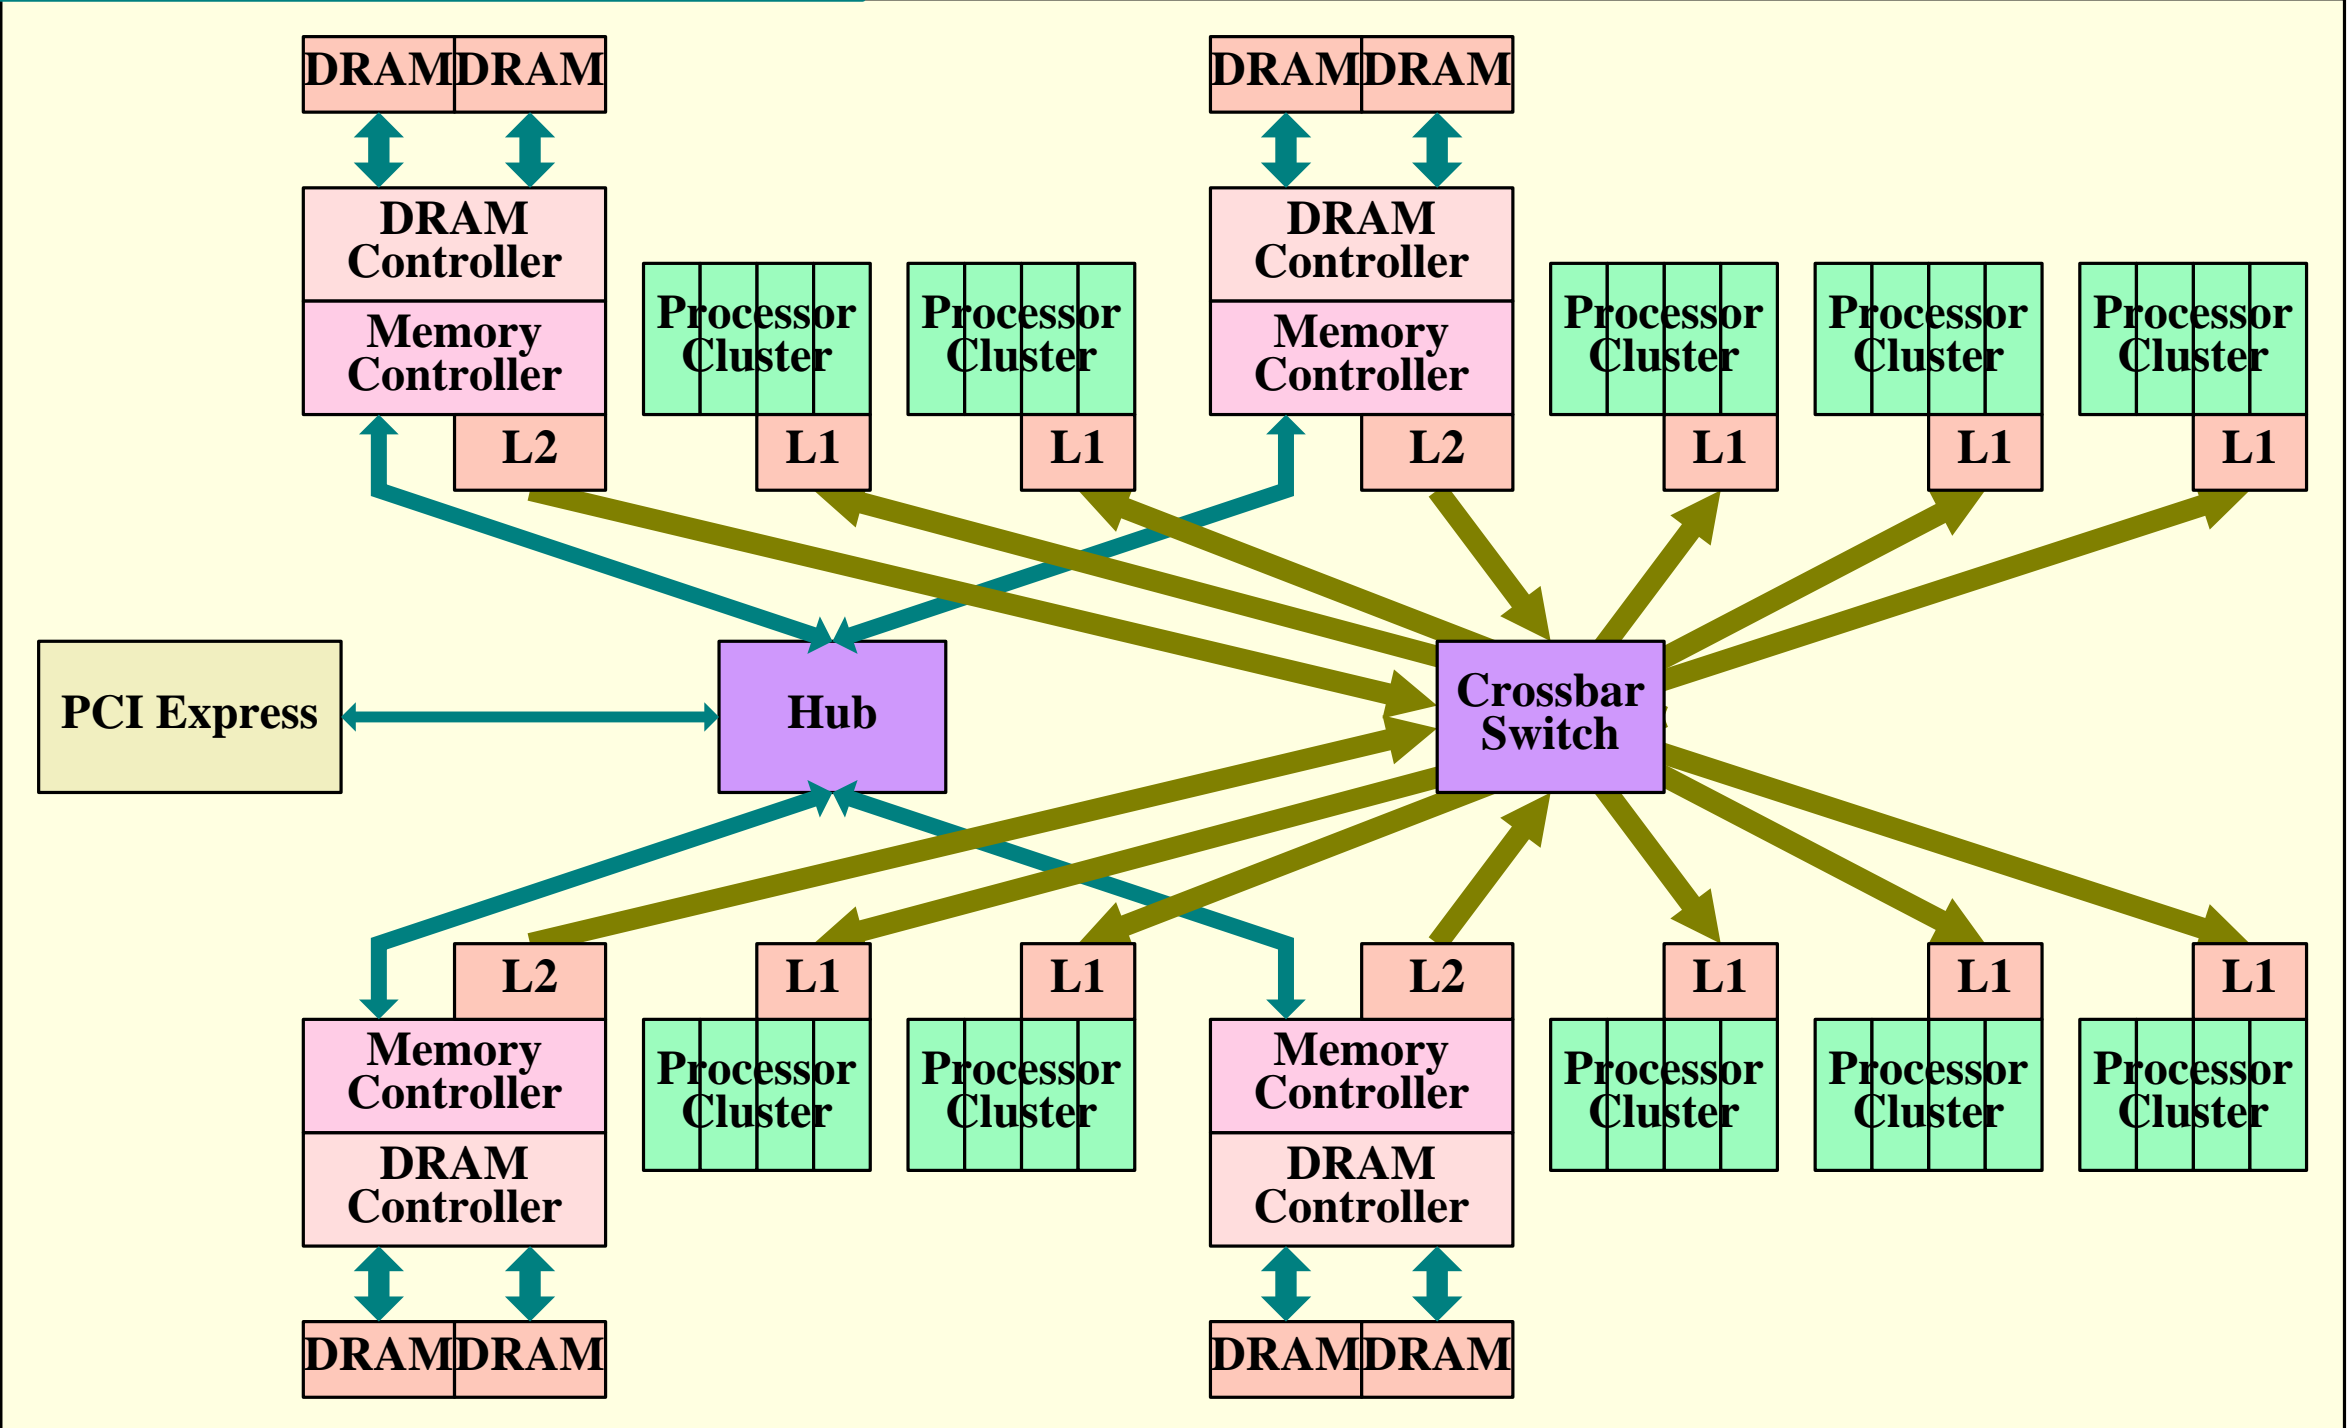 DRAM DRAM
DRAM DRAM
DRAM
Controller
Memory
Controller
L2
Processor
Cluster
L1
Processor
Cluster
L1
DRAM
Controller
Memory
Controller
L2
Processor
Cluster
L1
Processor
Cluster
L1
Processor
Cluster
L1
PCI Express
Hub
Crossbar
Switch
L2
Memory
Controller
DRAM
Controller
L1
Processor
Cluster
L1
Processor
Cluster
L2
Memory
Controller
DRAM
Controller
L1
Processor
Cluster
L1
Processor
Cluster
L1
Processor
Cluster
DRAM DRAM
DRAM DRAM